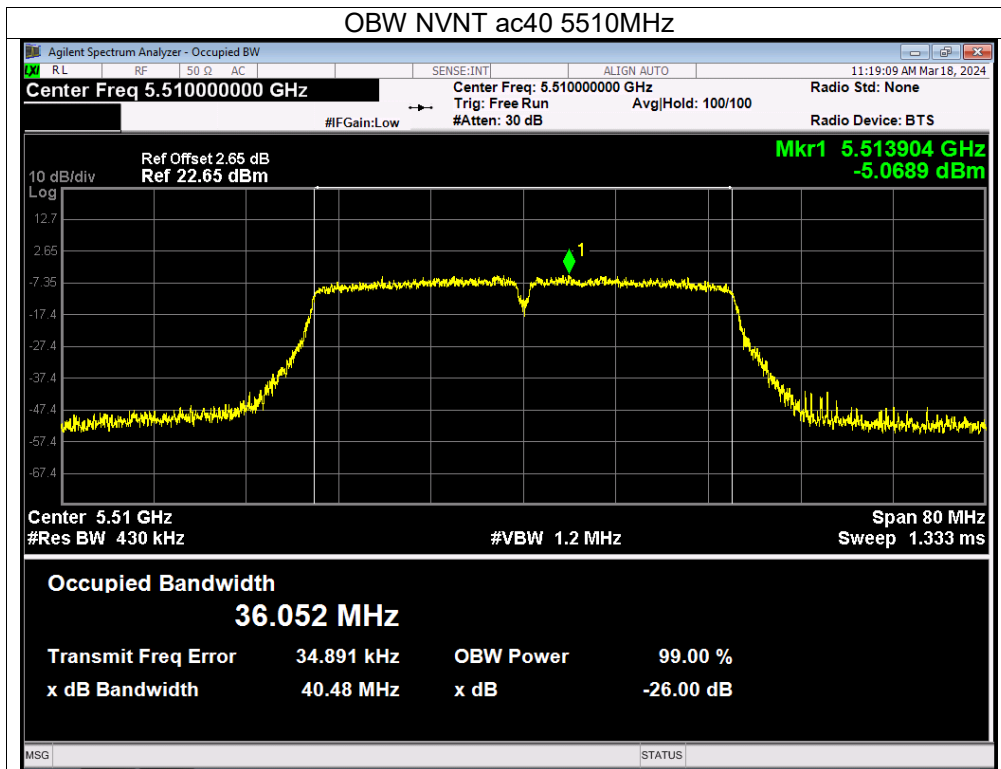 OBW NVNT ac40 5510MHz
Agilent Spectrum Analyzer - Occupied BW
LXI RL RF 50 Ω AC SENSE:INT ALIGN AUTO 11:19:09 AM Mar 18, 2024
Center Freq 5.510000000 GHz Center Freq: 5.510000000 GHz Radio Std: None
Trig: Free Run Avg|Hold: 100/100
#IFGain:Low #Atten: 30 dB Radio Device: BTS
Mkr1 5.513904 GHz
-5.0689 dBm
Ref Offset 2.65 dB
10 dB/div Ref 22.65 dBm
Log
12.7
2.65
1
-7.35
-17.4
-27.4
-37.4
-47.4
-57.4
-67.4
Center 5.51 GHz Span 80 MHz
#Res BW 430 kHz #VBW 1.2 MHz Sweep 1.333 ms
Occupied Bandwidth
36.052 MHz
Transmit Freq Error 34.891 kHz OBW Power 99.00 %
x dB Bandwidth 40.48 MHz x dB -26.00 dB
MSG STATUS